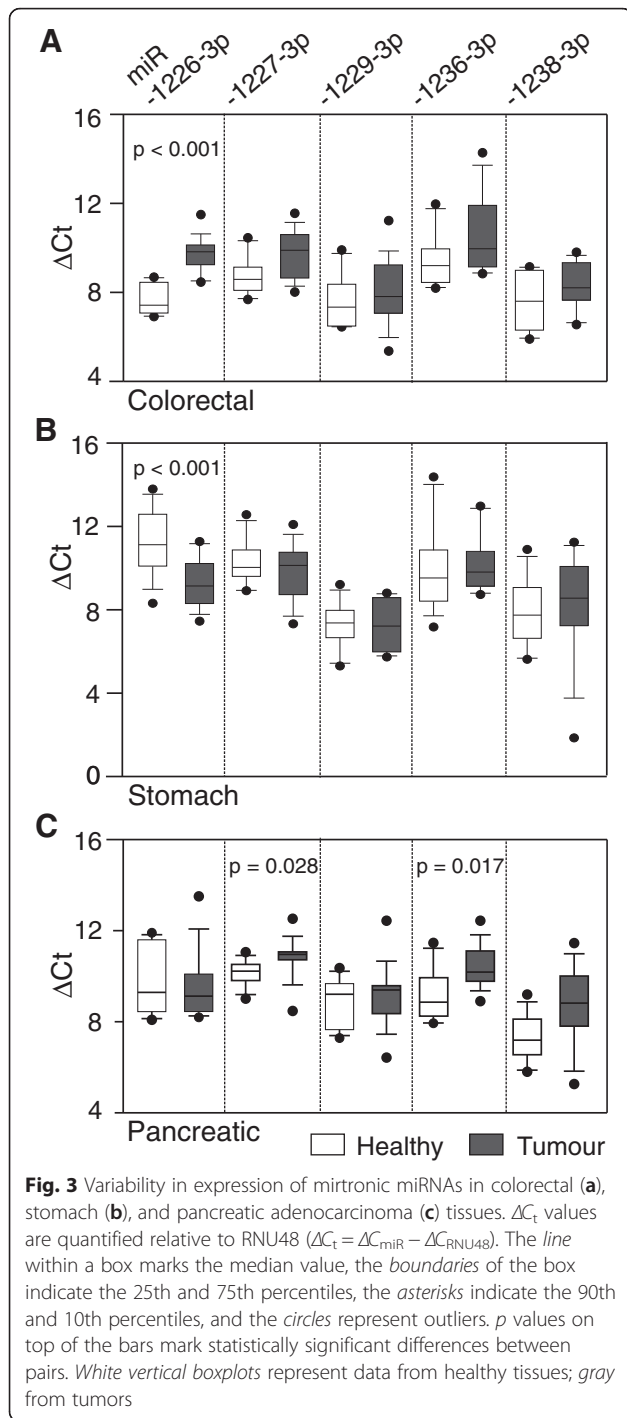 A
miR
-1226-3p
-1227-3p
-1229-3p
-1236-3p
-1238-3p
16
12
8
4
ΔCt
p < 0.001
Colorectal
B
16
12
8
4
0
ΔCt
p < 0.001
Stomach
C
16
12
8
4
ΔCt
p = 0.028
p = 0.017
Pancreatic
Healthy
Tumour
Fig. 3 Variability in expression of mirtronic miRNAs in colorectal (a),
stomach (b), and pancreatic adenocarcinoma (c) tissues. ΔCt values
are quantified relative to RNU48 (ΔCt = ΔCmiR − ΔCRNU48). The line
within a box marks the median value, the boundaries of the box
indicate the 25th and 75th percentiles, the asterisks indicate the 90th
and 10th percentiles, and the circles represent outliers. p values on
top of the bars mark statistically significant differences between
pairs. White vertical boxplots represent data from healthy tissues; gray
from tumors